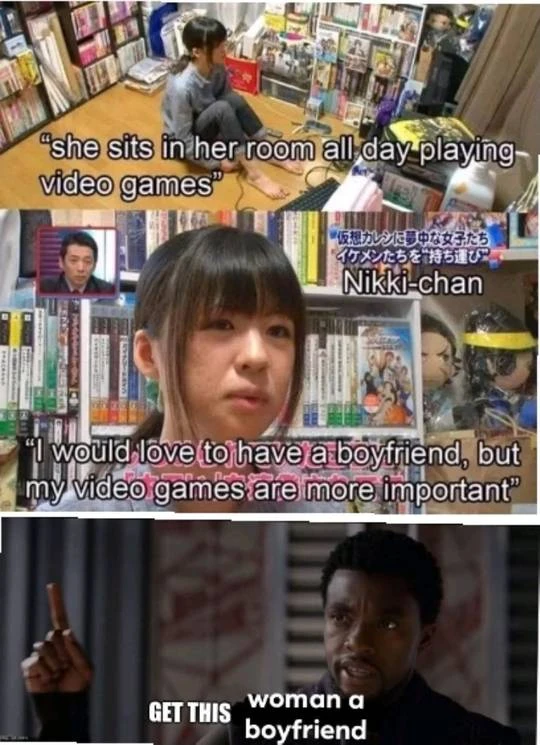 “she sits in her room all day playing
video games”
仮想カレシに夢中な女子たち
イケメンたちを“持ち運び”
Nikki-chan
“I would love to have a boyfriend, but
my video games are more important”
GET THIS woman a
boyfriend